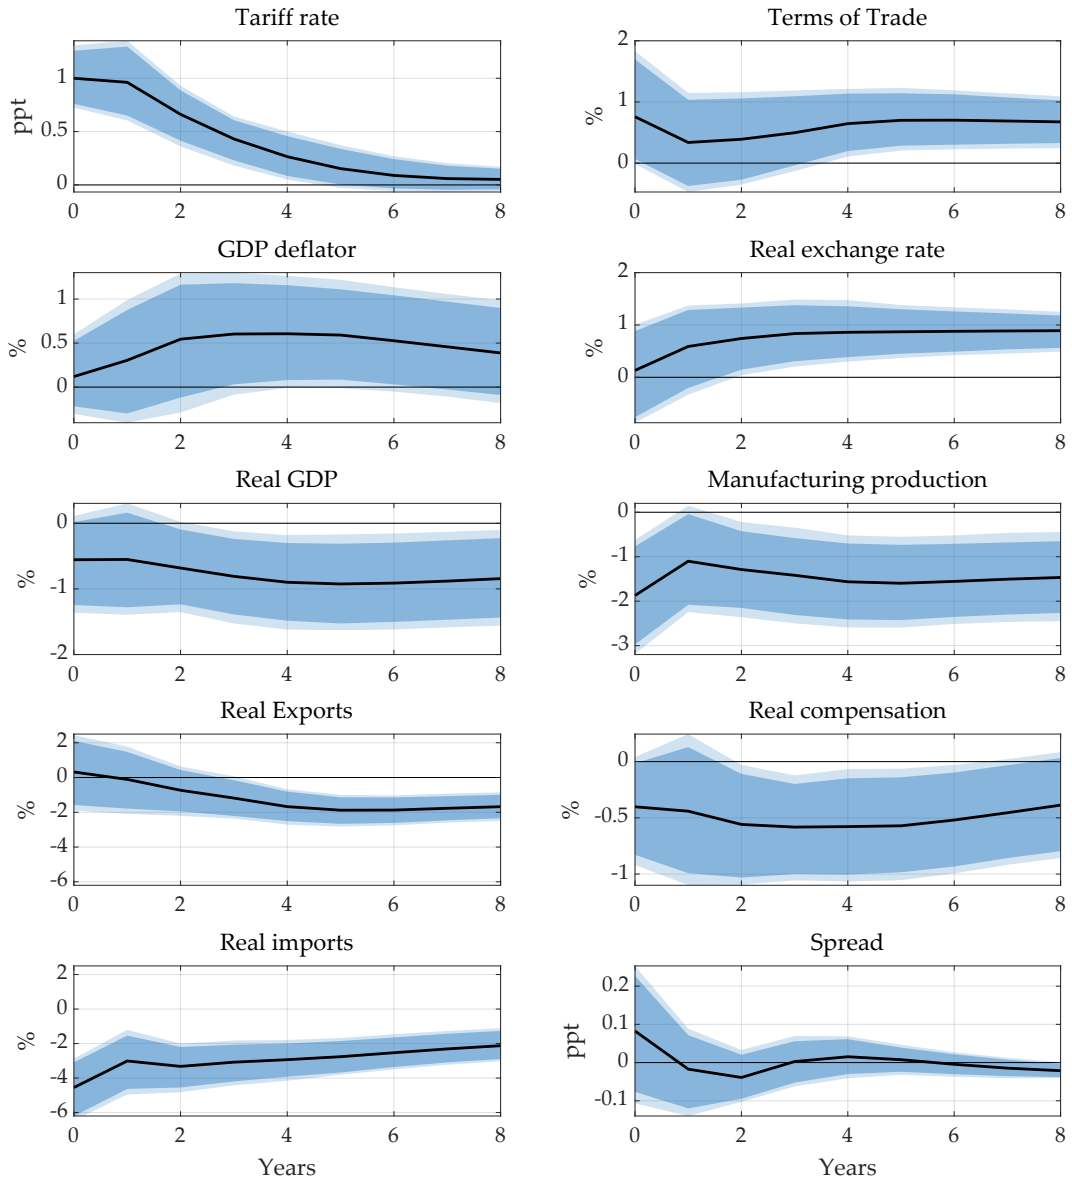 Tariff rate
ppt
1
0.5
0
0 2 4 6 8
Terms of Trade
%
2
1
0
0 2 4 6 8
GDP deflator
%
1
0.5
0
0 2 4 6 8
Real exchange rate
%
2
1
0
0 2 4 6 8
Real GDP
%
0
-1
-2
0 2 4 6 8
Manufacturing production
%
0
-1
-2
-3
0 2 4 6 8
Real Exports
%
2
0
-2
-4
-6
0 2 4 6 8
Real compensation
%
0
-0.5
-1
0 2 4 6 8
Real imports
%
2
0
-2
-4
-6
0 2 4 6 8
Years
Spread
ppt
0.2
0.1
0
-0.1
0 2 4 6 8
Years